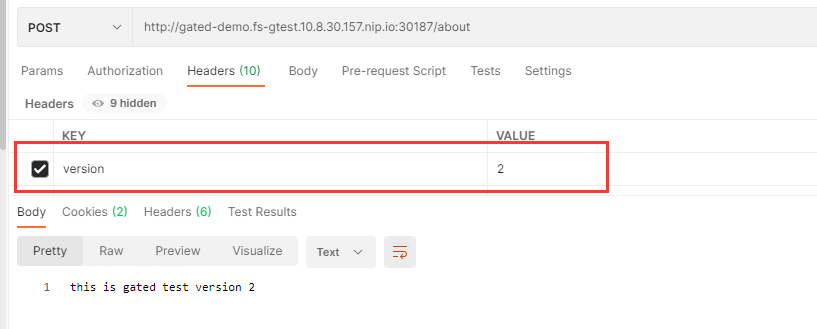 POST http://gated-demo.fs-gtest.10.8.30.157.nip.io:30187/about
Params Authorization Headers (10) Body Pre-request Script Tests Settings
Headers 9 hidden
KEY VALUE
version 2
Body Cookies (2) Headers (6) Test Results
Pretty Raw Preview Visualize Text
1 this is gated test version 2